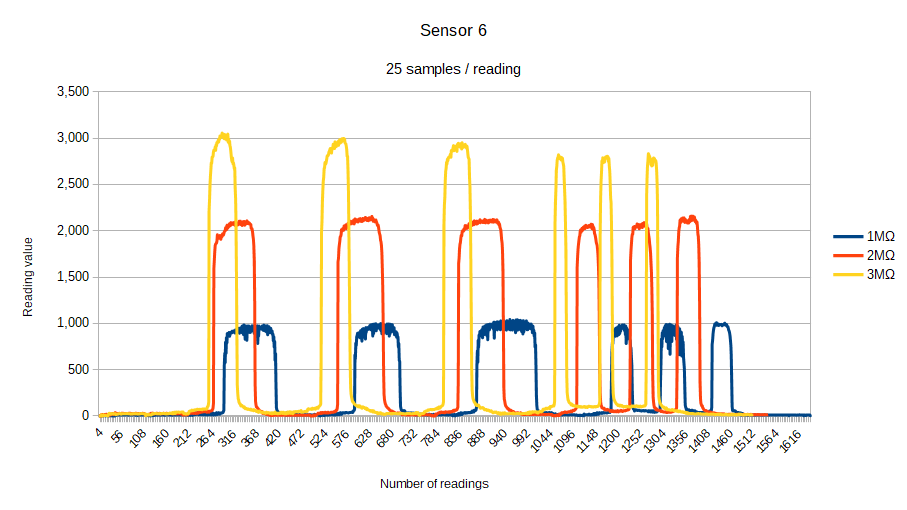 Sensor 6
25 samples / reading
3,500
3,000
2,500
2,000
1,500
1,000
500
0
Reading value
4 56 108 160 212 264 316 368 420 472 524 576 628 680 732 784 836 888 940 992 1044 1096 1148 1200 1252 1304 1356 1408 1460 1512 1564 1616
Number of readings
1MΩ
2MΩ
3MΩ